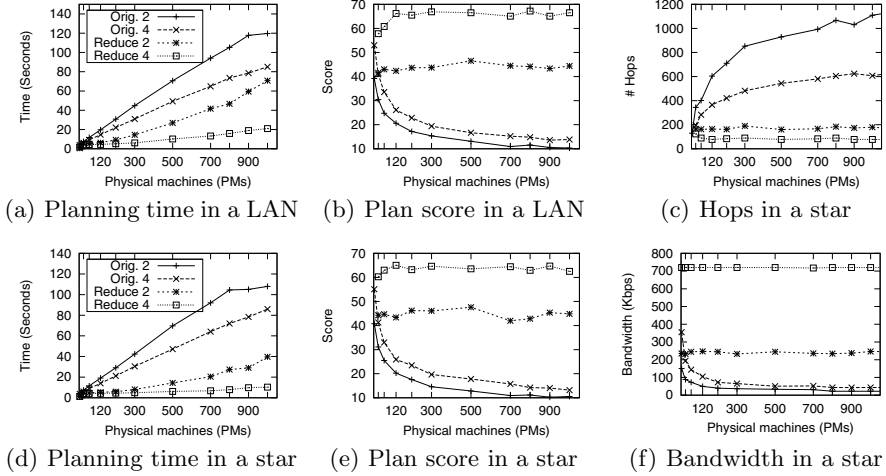 140
120
100
80
60
40
20
0
Time (Seconds)
Orig. 2
Orig. 4
Reduce 2
Reduce 4
120 300 500 700 900
Physical machines (PMs)
(a) Planning time in a LAN
70
60
50
40
30
20
10
Score
120 300 500 700 900
Physical machines (PMs)
(b) Plan score in a LAN
1200
1000
800
600
400
200
0
# Hops
120 300 500 700 900
Physical machines (PMs)
(c) Hops in a star
140
120
100
80
60
40
20
0
Time (Seconds)
Orig. 2
Orig. 4
Reduce 2
Reduce 4
120 300 500 700 900
Physical machines (PMs)
(d) Planning time in a star
70
60
50
40
30
20
10
Score
120 300 500 700 900
Physical machines (PMs)
(e) Plan score in a star
800
700
600
500
400
300
200
100
0
Bandwidth (Kbps)
120 300 500 700 900
Physical machines (PMs)
(f) Bandwidth in a star